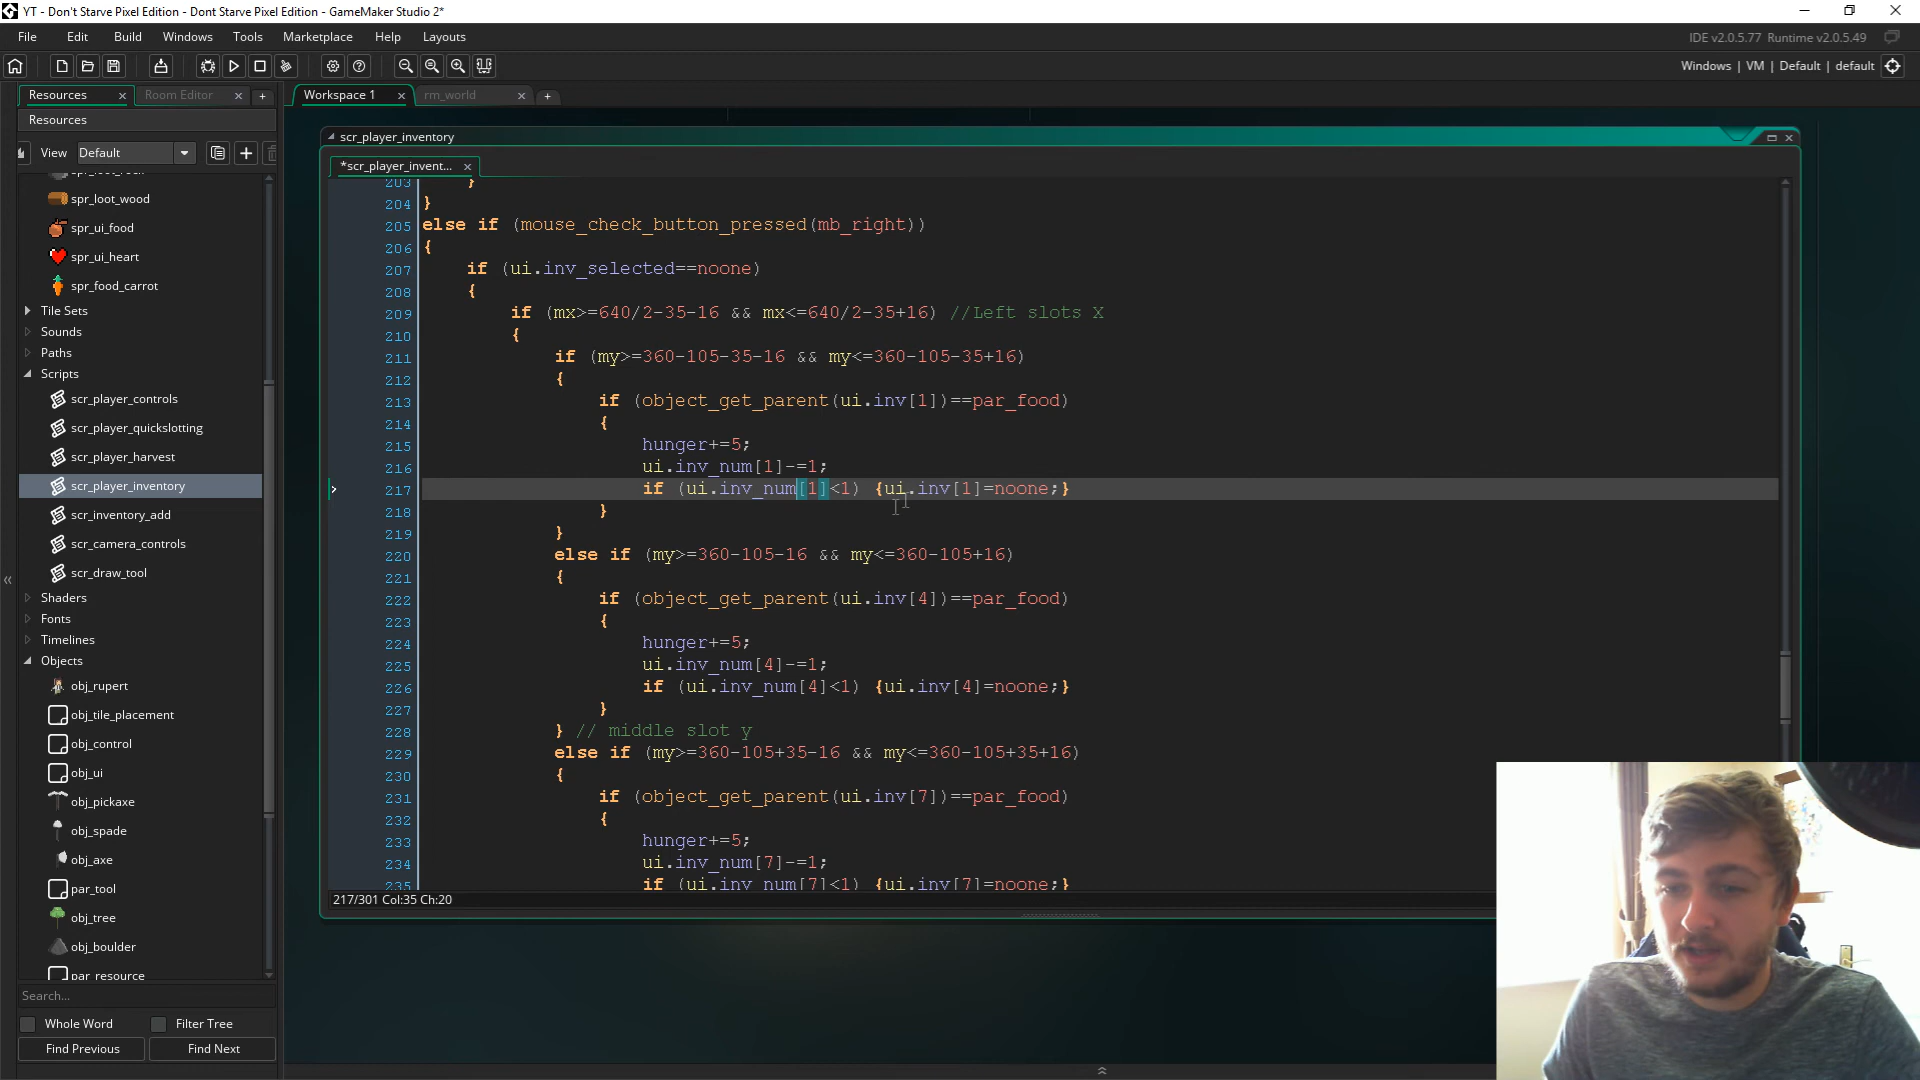 YT - Don't Starve Pixel Edition - Dont Starve Pixel Edition - GameMaker Studio 2*
File Edit Build Windows Tools Marketplace Help Layouts
IDE v2.0.5.77 Runtime v2.0.5.49
Windows | VM | Default | default
Resources Room Editor
Workspace 1 rm_world
Resources
View Default
spr_loot_rock
spr_loot_wood
spr_ui_food
spr_ui_heart
spr_food_carrot
Tile Sets
Sounds
Paths
Scripts
scr_player_controls
scr_player_quickslotting
scr_player_harvest
scr_player_inventory
scr_inventory_add
scr_camera_controls
scr_draw_tool
Shaders
Fonts
Timelines
Objects
obj_rupert
obj_tile_placement
obj_control
obj_ui
obj_pickaxe
obj_spade
obj_axe
par_tool
obj_tree
obj_boulder
par_resource
Search...
Whole Word Filter Tree
Find Previous Find Next
scr_player_inventory
*scr_player_invent...
203 }
204 }
205 else if (mouse_check_button_pressed(mb_right))
206 {
207 if (ui.inv_selected==noone)
208 {
209 if (mx>=640/2-35-16 && mx<=640/2-35+16) //Left slots X
210 {
211 if (my>=360-105-35-16 && my<=360-105-35+16)
212 {
213 if (object_get_parent(ui.inv[1])==par_food)
214 {
215 hunger+=5;
216 ui.inv_num[1]-=1;
217 if (ui.inv_num[1]<1) {ui.inv[1]=noone;}
218 }
219 }
220 else if (my>=360-105-16 && my<=360-105+16)
221 {
222 if (object_get_parent(ui.inv[4])==par_food)
223 {
224 hunger+=5;
225 ui.inv_num[4]-=1;
226 if (ui.inv_num[4]<1) {ui.inv[4]=noone;}
227 }
228 } // middle slot y
229 else if (my>=360-105+35-16 && my<=360-105+35+16)
230 {
231 if (object_get_parent(ui.inv[7])==par_food)
232 {
233 hunger+=5;
234 ui.inv_num[7]-=1;
235 if (ui.inv_num[7]<1) {ui.inv[7]=noone;}
217/301 Col:35 Ch:20